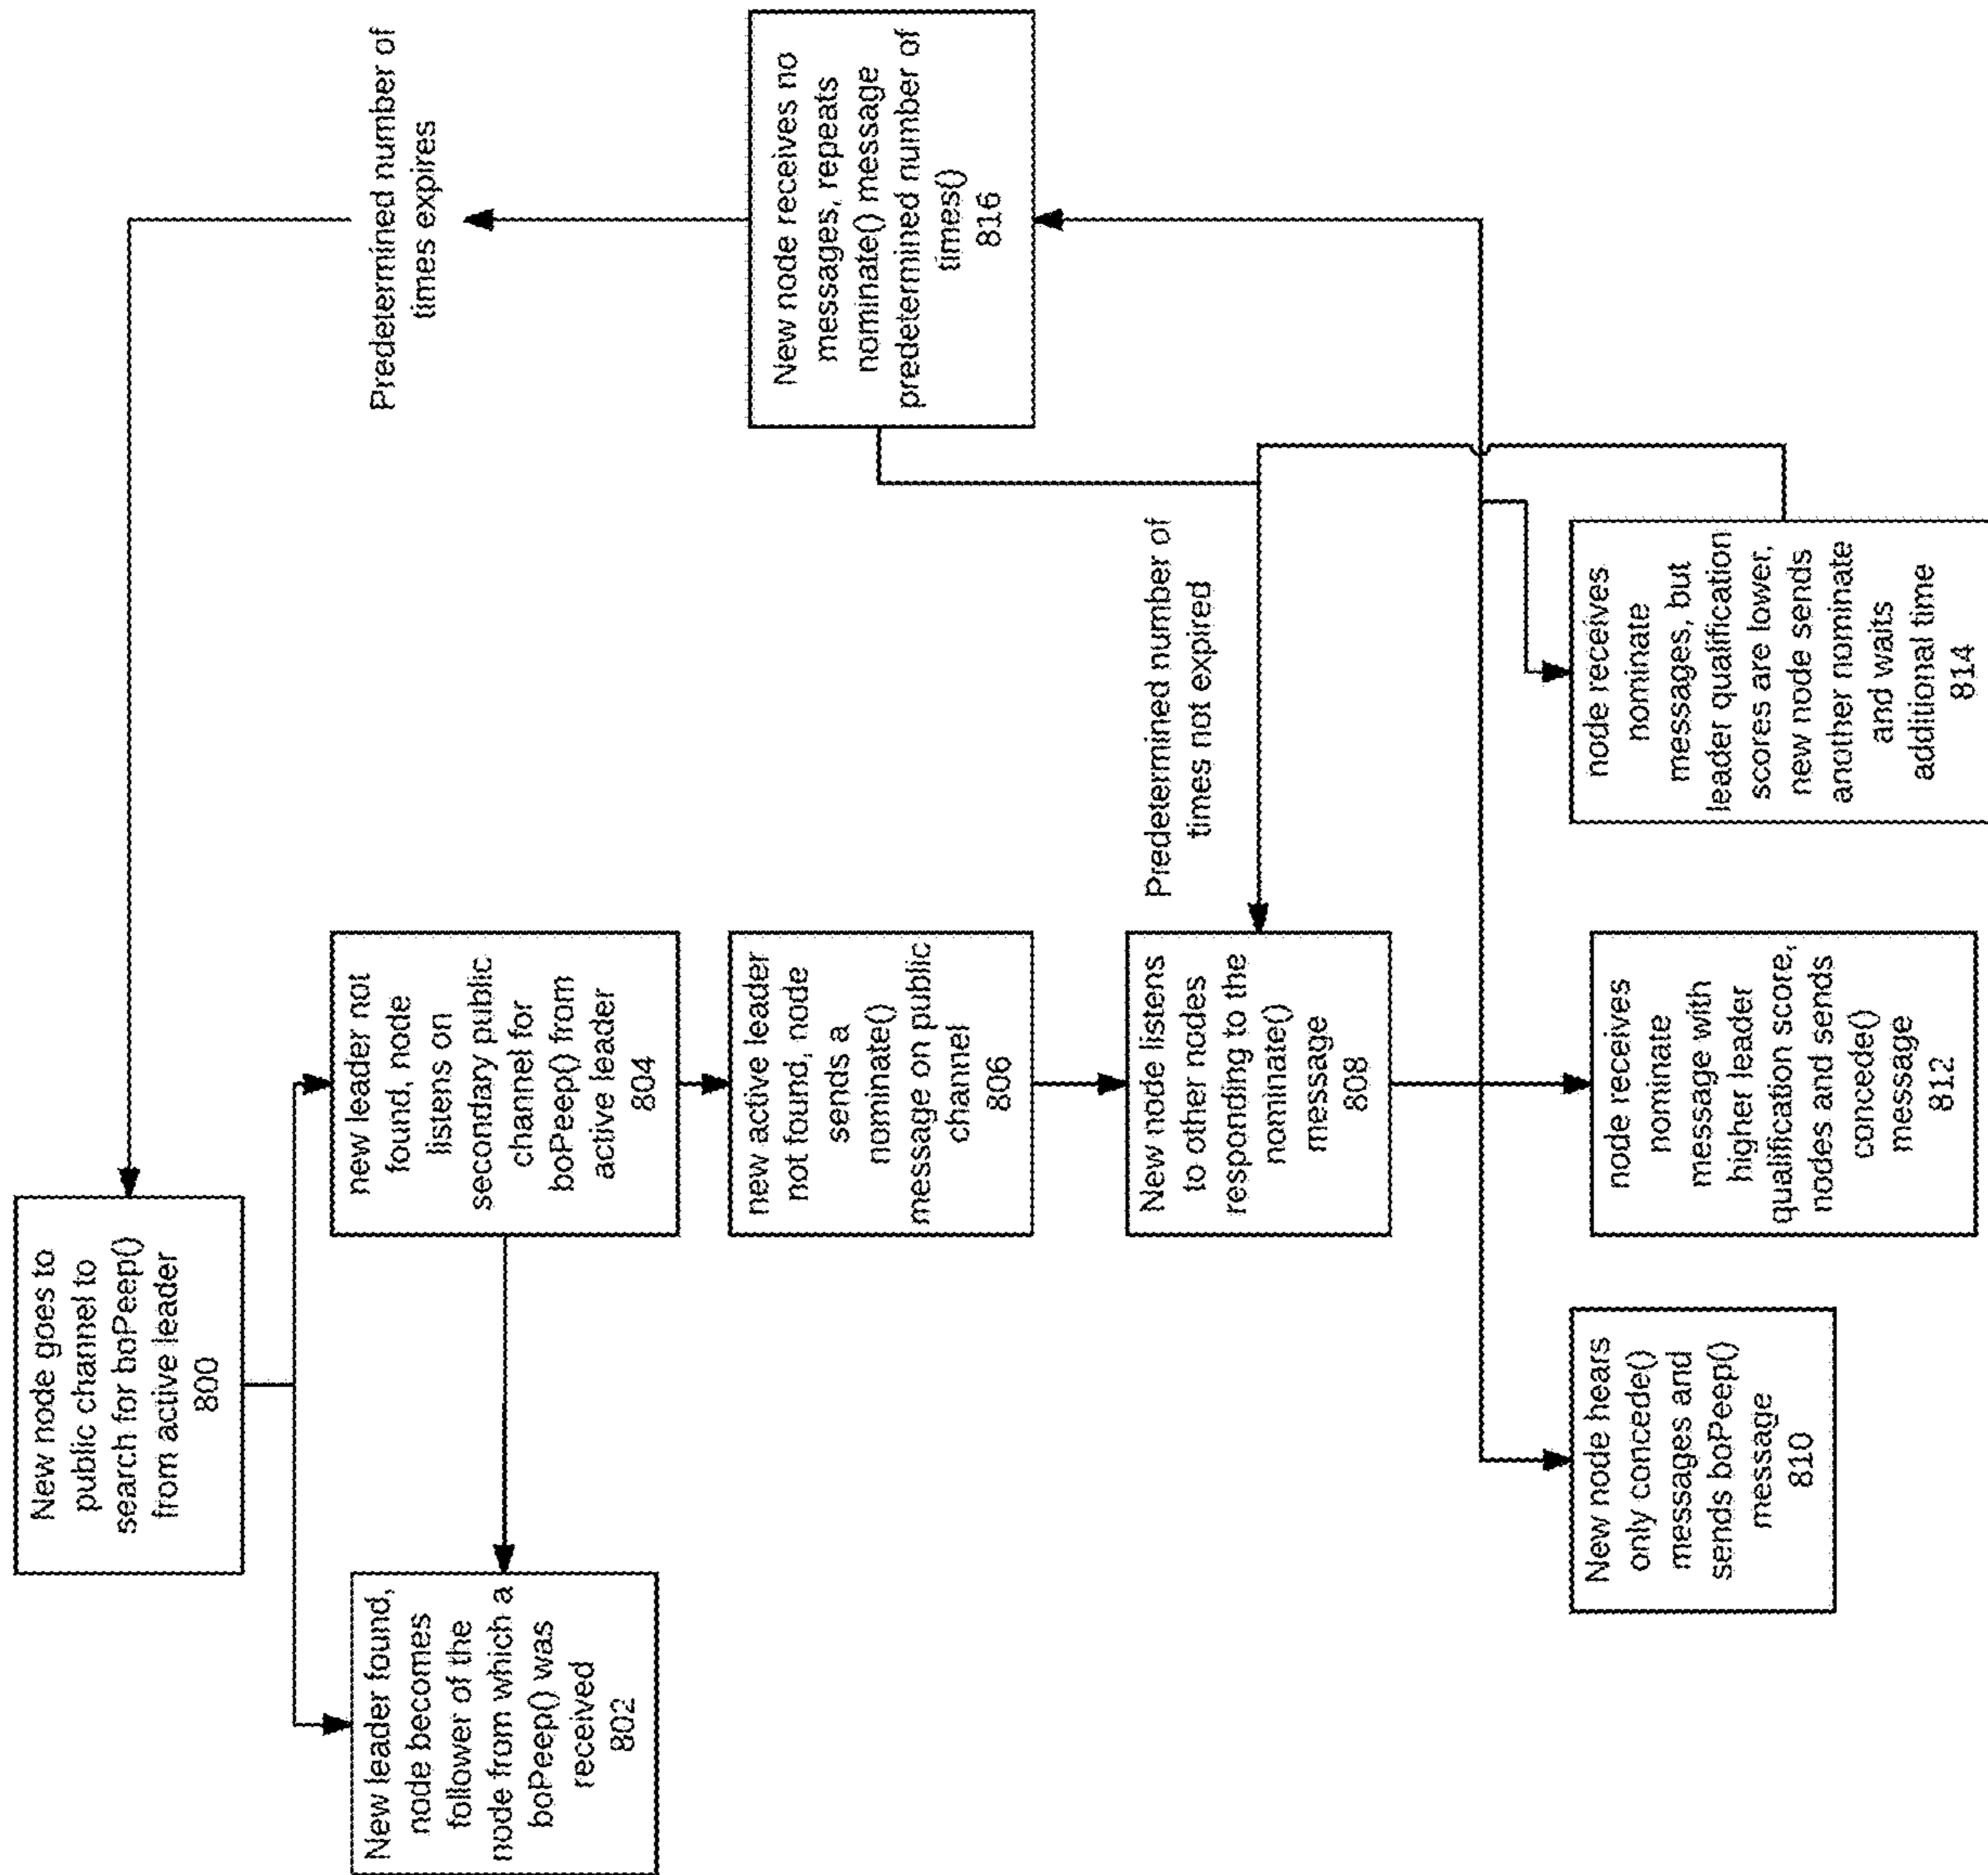 New node goes to
public channel to
search for boPeep()
from active leader
800
New leader found,
node becomes
follower of the
node from which a
boPeep() was
received
802
new leader not
found, node
listens on
secondary public
channel for
boPeep() from
active leader
804
new active leader
not found, node
sends a
nominate()
message on public
channel
806
New node listens
to other nodes
responding to the
nominate()
message
808
New node hears
only concede()
messages and
sends boPeep()
message
810
node receives
nominate
message with
higher leader
qualification score,
nodes and sends
concede()
message
812
node receives
nominate
messages, but
leader qualification
scores are lower,
new node sends
another nominate
and waits
additional time
814
New node receives no
messages, repeats
nominate() message
predetermined number of
times()
816
Predetermined number of
times expires
Predetermined number of
times not expired